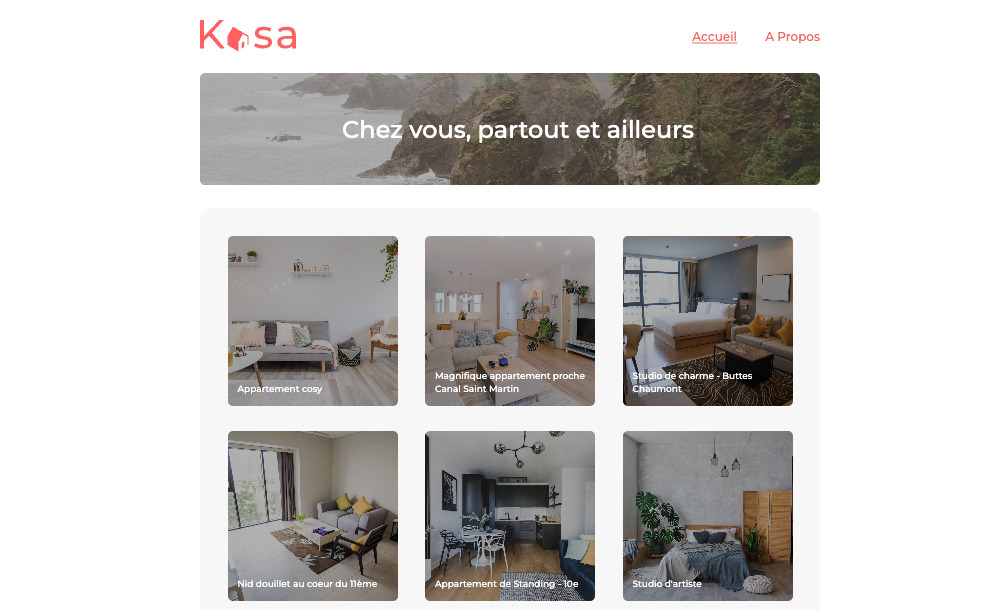 Kasa
Accueil
A Propos
Chez vous, partout et ailleurs
Appartement cosy
Magnifique appartement proche
Canal Saint Martin
Studio de charme - Buttes
Chaumont
Nid douillet au coeur du 11ème
Appartement de Standing - 10e
Studio d'artiste